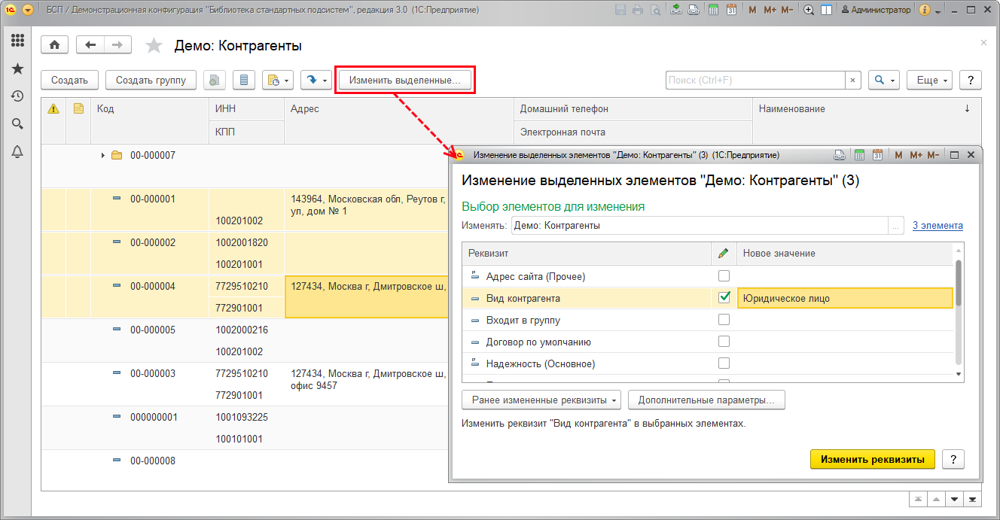 БСП / Демонстрационная конфигурация "Библиотека стандартных подсистем", редакция 3.0 (1С:Предприятие)
31
M M+ M-
Администратор
Демо: Контрагенты
Создать
Создать группу
Изменить выделенные...
Поиск (Ctrl+F)
×
Еще
?
Код
ИНН
КПП
Адрес
Домашний телефон
Электронная почта
Наименование
00-000007
00-000001
100201002
143964, Московская обл, Реутов г,
ул, дом № 1
00-000002
1002001820
100201001
00-000004
7729510210
772901001
127434, Москва г, Дмитровское ш,
00-000005
1002000216
100201002
00-000003
7729510210
772901001
127434, Москва г, Дмитровское ш,
офис 9457
000000001
1001093225
100101001
00-000008
Изменение выделенных элементов "Демо: Контрагенты" (3) (1С:Предприятие)
31
M M+ M-
Изменение выделенных элементов "Демо: Контрагенты" (3)
Выбор элементов для изменения
Изменять:
Демо: Контрагенты
...
3 элемента
Реквизит
Новое значение
Адрес сайта (Прочее)
Вид контрагента
Юридическое лицо
Входит в группу
Договор по умолчанию
Надежность (Основное)
Ранее измененные реквизиты
Дополнительные параметры...
Изменить реквизит "Вид контрагента" в выбранных элементах.
Изменить реквизиты
?